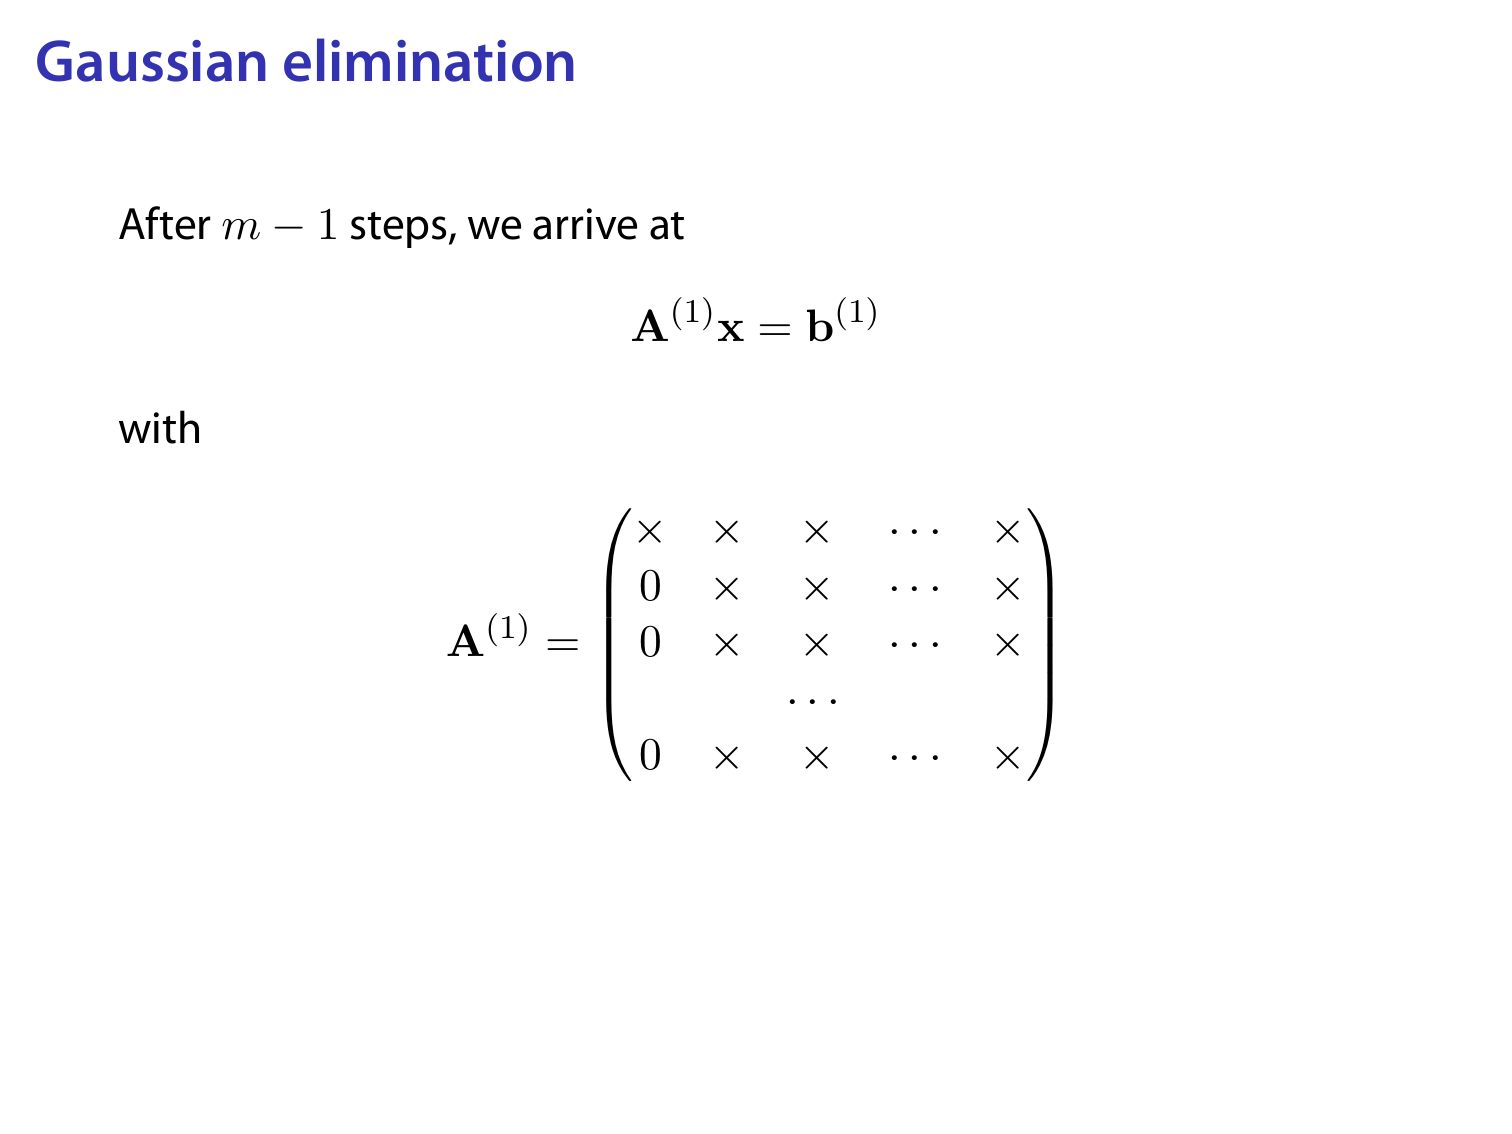 Gaussian elimination
After m − 1 steps, we arrive at
A⁽¹⁾x = b⁽¹⁾
with
× × × ⋯ ×
0 × × ⋯ ×
A⁽¹⁾ = 0 × × ⋯ ×
⋯
0 × × ⋯ ×